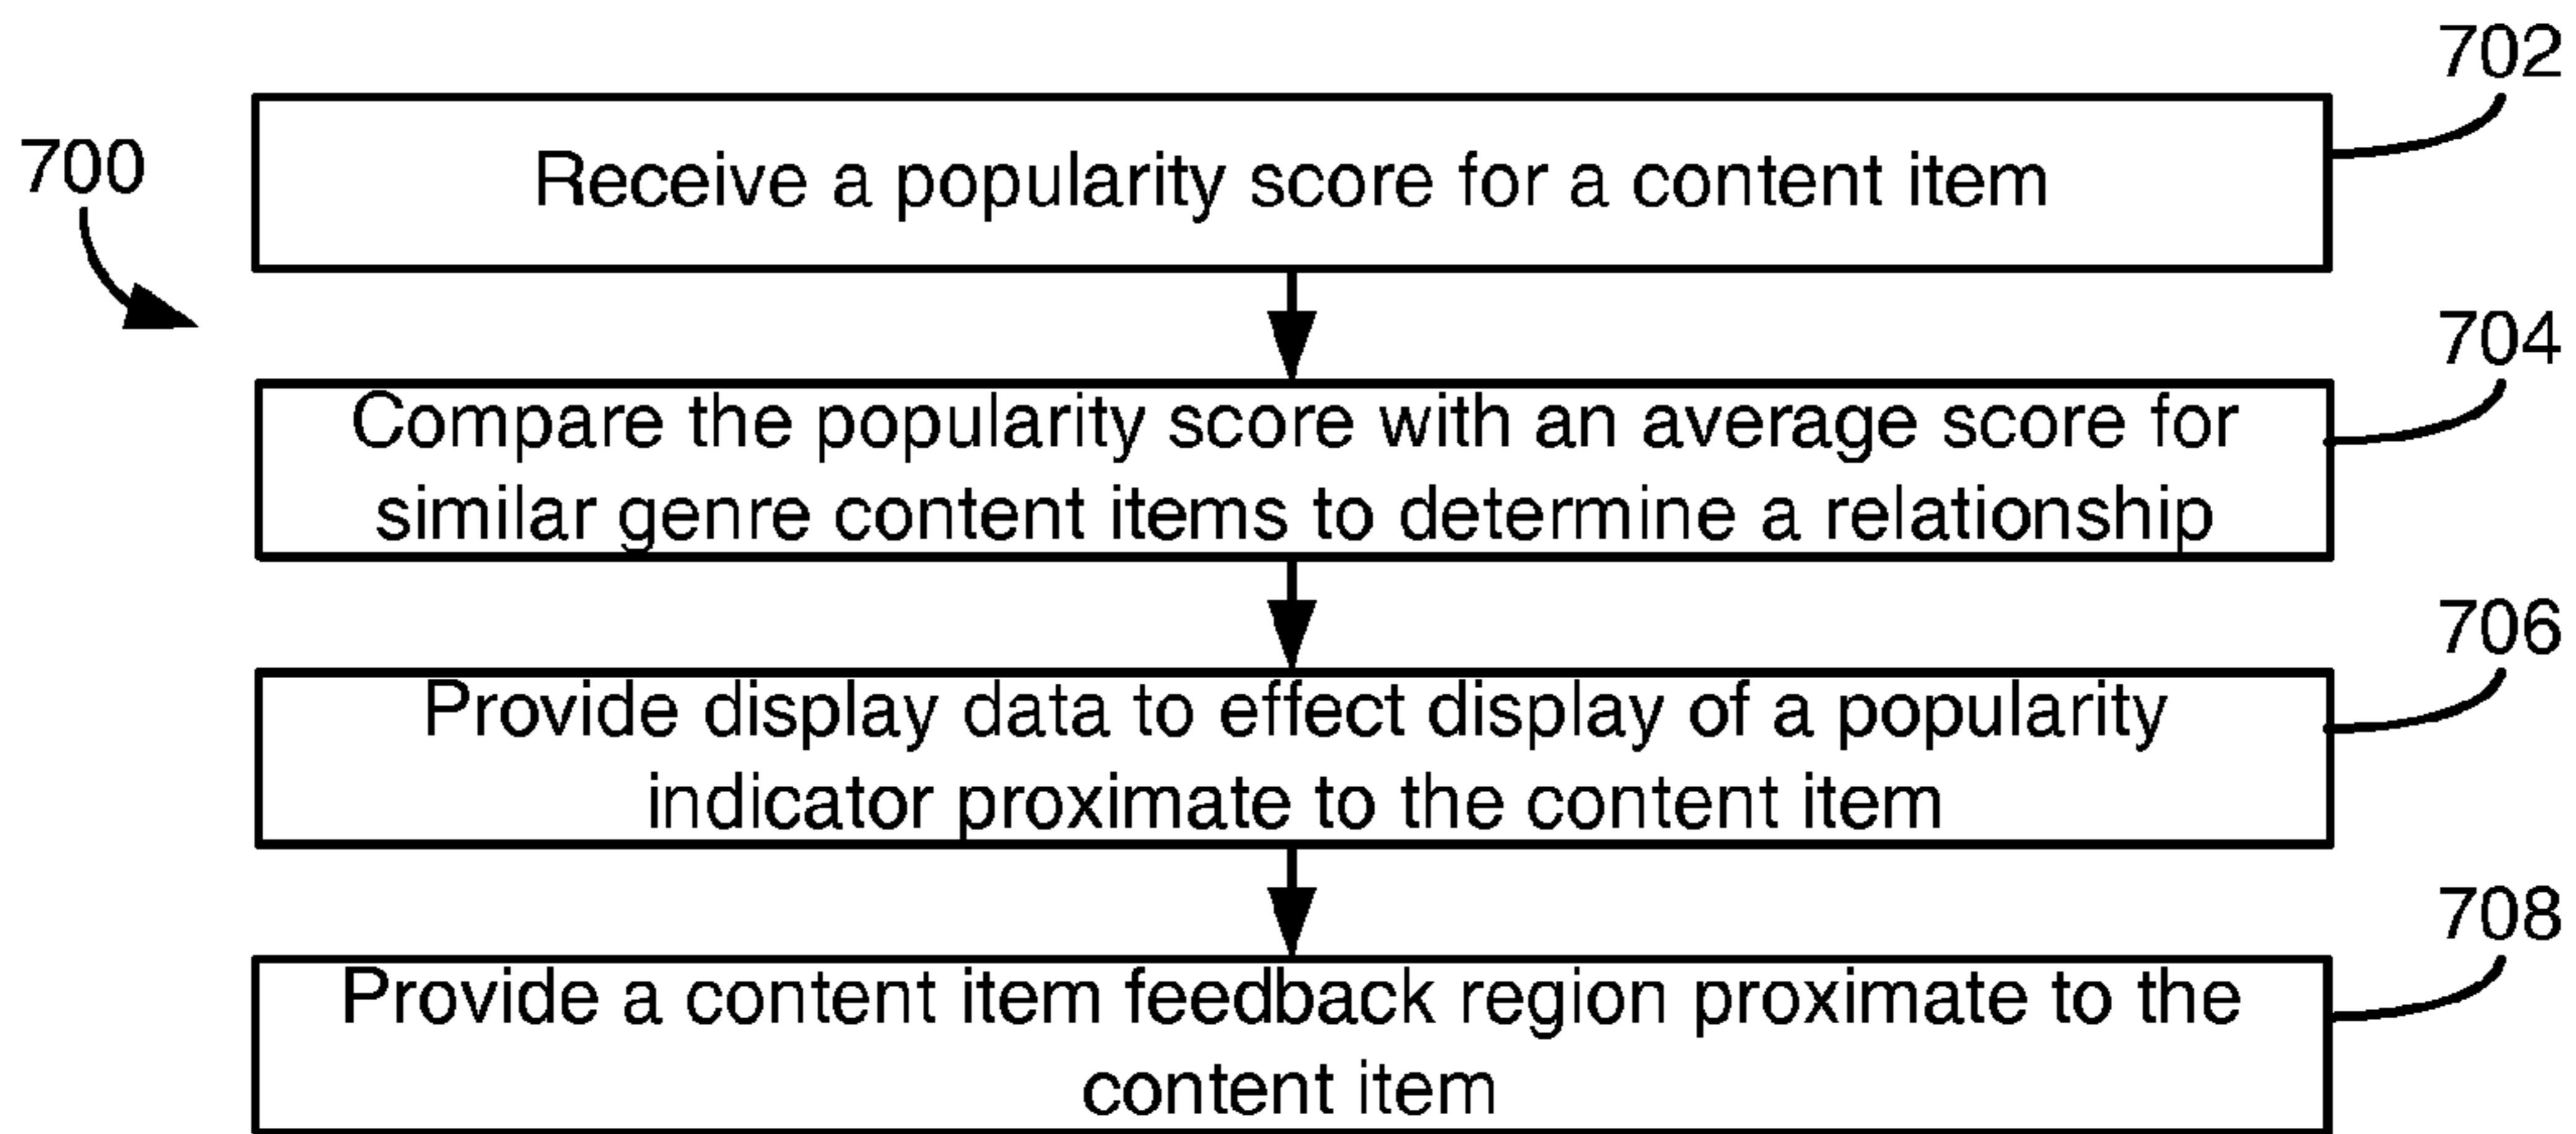 702
700
Receive a popularity score for a content item
704
Compare the popularity score with an average score for
similar genre content items to determine a relationship
706
Provide display data to effect display of a popularity
indicator proximate to the content item
708
Provide a content item feedback region proximate to the
content item